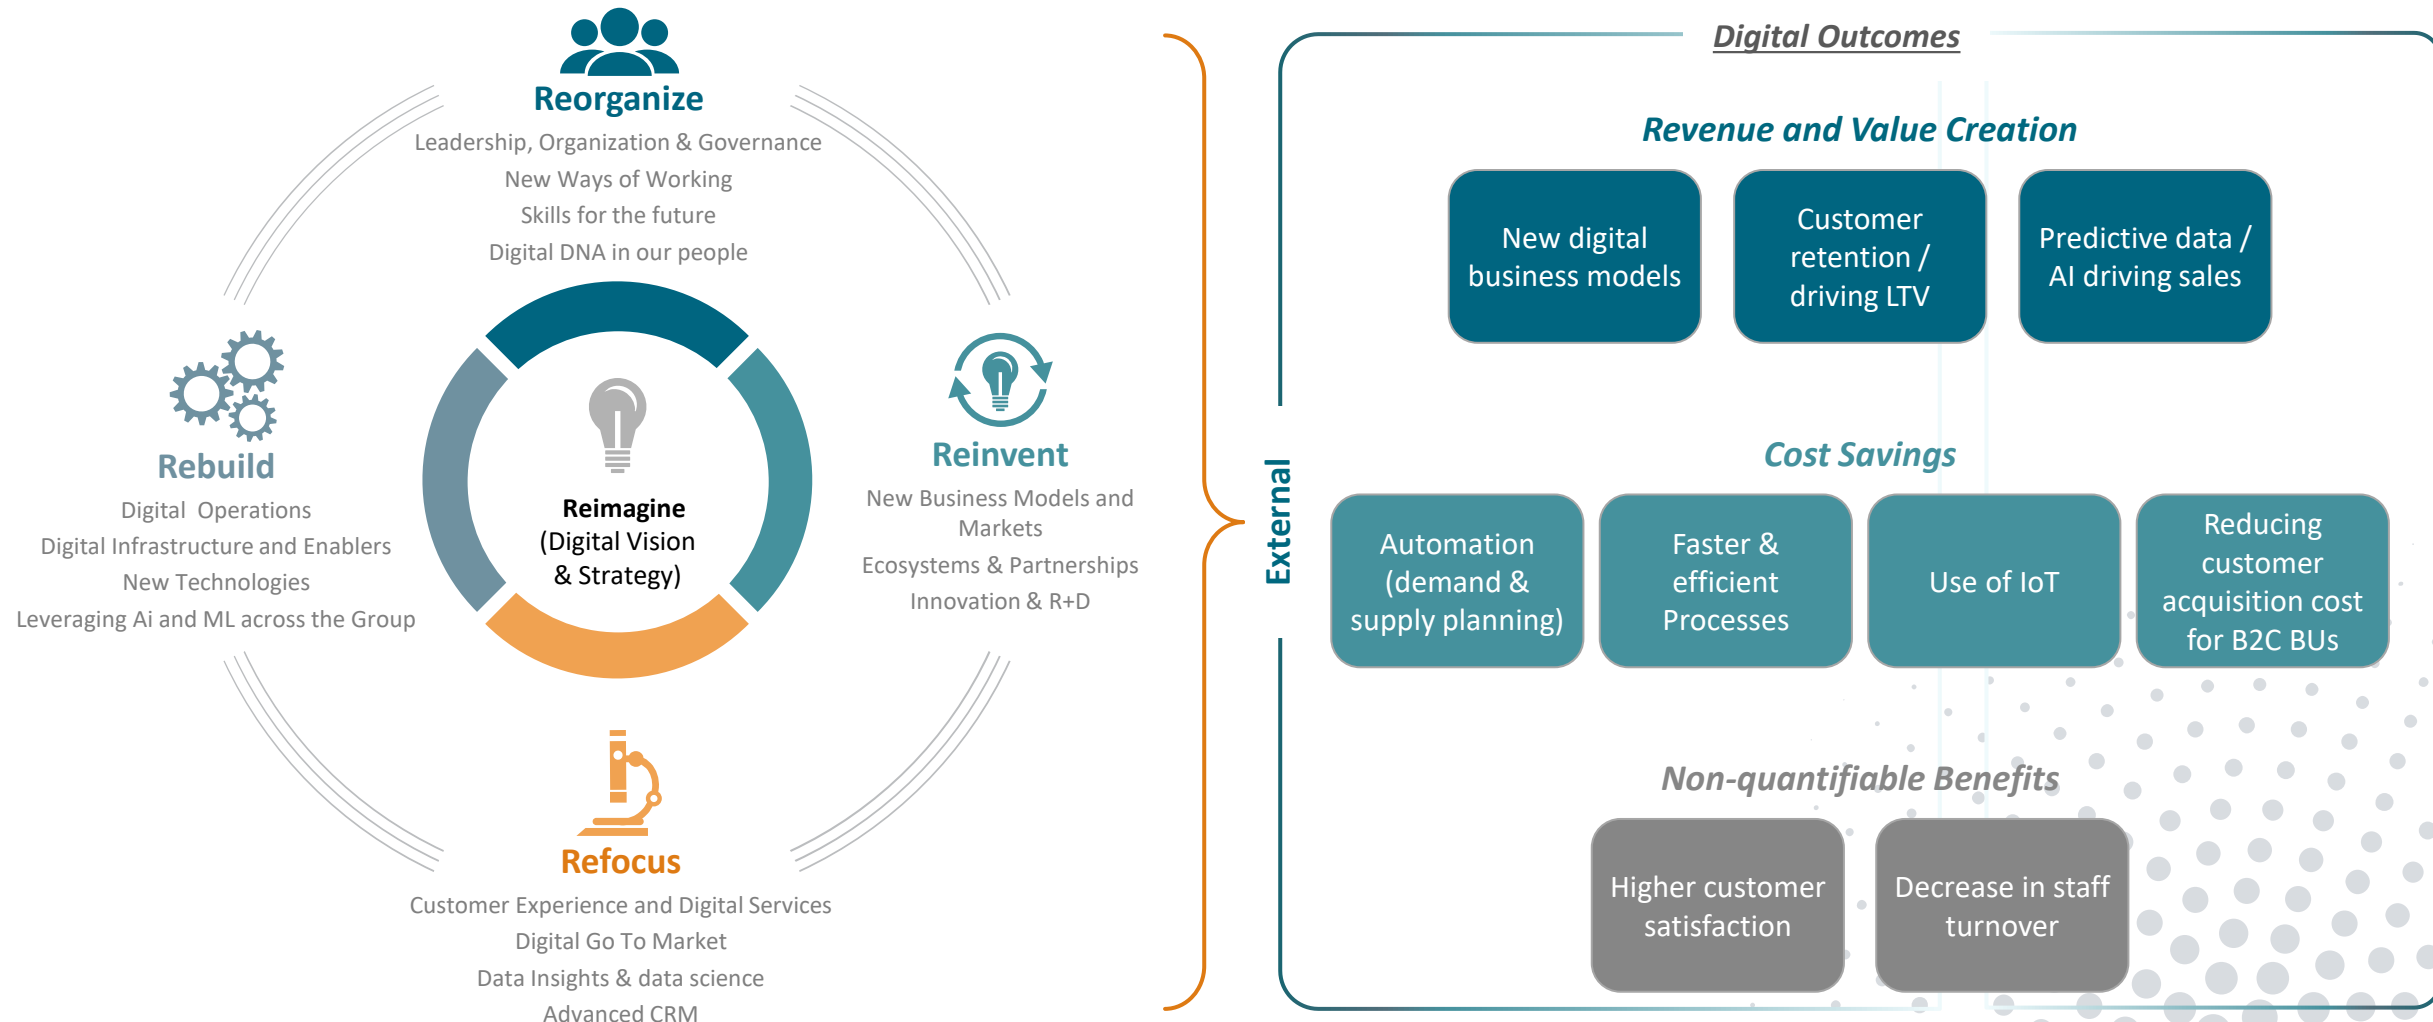 Reorganize
Leadership, Organization & Governance
New Ways of Working
Skills for the future
Digital DNA in our people
Rebuild
Digital Operations
Digital Infrastructure and Enablers
New Technologies
Leveraging Ai and ML across the Group
Reimagine
(Digital Vision
& Strategy)
Reinvent
New Business Models and
Markets
Ecosystems & Partnerships
Innovation & R+D
Refocus
Customer Experience and Digital Services
Digital Go To Market
Data Insights & data science
Advanced CRM
External
Digital Outcomes
Revenue and Value Creation
New digital
business models
Customer
retention /
driving LTV
Predictive data /
AI driving sales
Cost Savings
Automation
(demand &
supply planning)
Faster &
efficient
Processes
Use of IoT
Reducing
customer
acquisition cost
for B2C BUs
Non-quantifiable Benefits
Higher customer
satisfaction
Decrease in staff
turnover